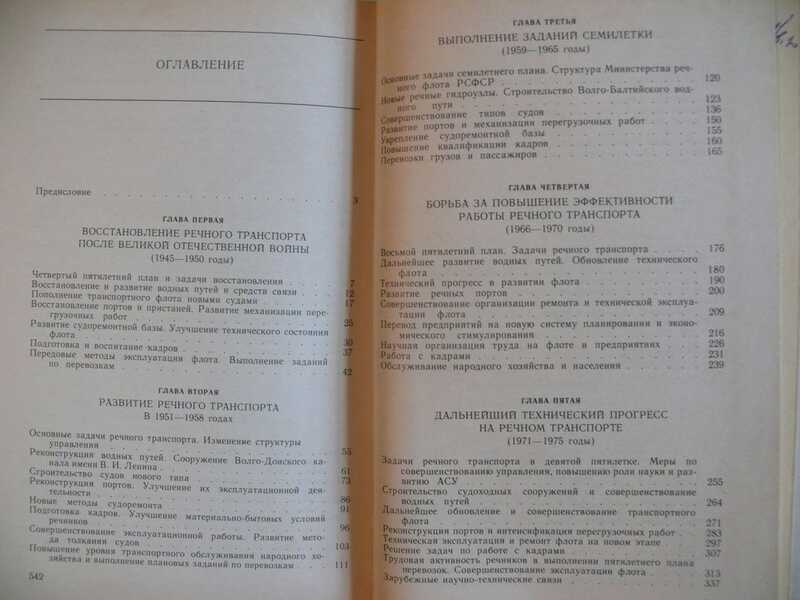 ОГЛАВЛЕНИЕ
Предисловие . . . . . . . . . . . . . . . . 3
ГЛАВА ПЕРВАЯ
ВОССТАНОВЛЕНИЕ РЕЧНОГО ТРАНСПОРТА
ПОСЛЕ ВЕЛИКОЙ ОТЕЧЕСТВЕННОЙ ВОЙНЫ
(1945—1950 годы)
Четвертый пятилетний план и задачи восстановления . . . . . 7
Восстановление и развитие водных путей и средств связи . . . . 12
Пополнение транспортного флота новыми судами . . . . . 17
Восстановление портов и пристаней. Развитие механизации пере-
грузочных работ . . . . . . . . . . . . . 25
Развитие судоремонтной базы. Улучшение технического состояния
флота . . . . . . . . . . . . . . . . 30
Подготовка и воспитание кадров . . . . . . . . . . 37
Передовые методы эксплуатации флота. Выполнение заданий
по перевозкам . . . . . . . . . . . . . . 42
ГЛАВА ВТОРАЯ
РАЗВИТИЕ РЕЧНОГО ТРАНСПОРТА
В 1951—1958 годах
Основные задачи речного транспорта. Изменение структуры
управления . . . . . . . . . . . . . . . 55
Реконструкция водных путей. Сооружение Волго-Донского ка-
нала имени В. И. Ленина . . . . . . . . . . . 61
Строительство судов нового типа . . . . . . . . . 73
Реконструкция портов. Улучшение их эксплуатационной дея-
тельности . . . . . . . . . . . . . . . 86
Новые методы судоремонта . . . . . . . . . . . 91
Подготовка кадров. Улучшение материально-бытовых условий
речников . . . . . . . . . . . . . . . 96
Совершенствование эксплуатационной работы. Развитие мето-
да толкания судов . . . . . . . . . . . . . 103
Повышение уровня транспортного обслуживания народного хо-
зяйства и выполнение плановых заданий по перевозкам . . . 111
542
ГЛАВА ТРЕТЬЯ
ВЫПОЛНЕНИЕ ЗАДАНИЙ СЕМИЛЕТКИ
(1959—1965 годы)
Основные задачи семилетнего плана. Структура Министерства реч-
ного флота РСФСР . . . . . . . . . . . . . 120
Новые речные гидроузлы. Строительство Волго-Балтийского вод-
ного пути . . . . . . . . . . . . . . . 123
Совершенствование типов судов . . . . . . . . . . 136
Развитие портов и механизации перегрузочных работ . . . . 150
Укрепление судоремонтной базы . . . . . . . . . . 155
Повышение квалификации кадров . . . . . . . . . . 160
Перевозки грузов и пассажиров . . . . . . . . . . 165
ГЛАВА ЧЕТВЕРТАЯ
БОРЬБА ЗА ПОВЫШЕНИЕ ЭФФЕКТИВНОСТИ
РАБОТЫ РЕЧНОГО ТРАНСПОРТА
(1966—1970 годы)
Восьмой пятилетний план. Задачи речного транспорта . . . . 176
Дальнейшее развитие водных путей. Обновление технического
флота . . . . . . . . . . . . . . . . 180
Технический прогресс в развитии флота . . . . . . . 190
Развитие речных портов . . . . . . . . . . . . 200
Совершенствование организации ремонта и технической эксплуа-
тации флота . . . . . . . . . . . . . . 209
Перевод предприятий на новую систему планирования и эконо-
мического стимулирования . . . . . . . . . . . 216
Научная организация труда на флоте и предприятиях . . . . 226
Работа с кадрами . . . . . . . . . . . . . . 231
Обслуживание народного хозяйства и населения . . . . . 239
ГЛАВА ПЯТАЯ
ДАЛЬНЕЙШИЙ ТЕХНИЧЕСКИЙ ПРОГРЕСС
НА РЕЧНОМ ТРАНСПОРТЕ
(1971—1975 годы)
Задачи речного транспорта в девятой пятилетке. Меры по
совершенствованию управления, повышению роли науки и раз-
витию АСУ . . . . . . . . . . . . . . . 255
Строительство судоходных сооружений и совершенствование
водных путей . . . . . . . . . . . . . . 264
Дальнейшее обновление и совершенствование транспортного
флота . . . . . . . . . . . . . . . . 271
Реконструкция портов и интенсификация перегрузочных работ . 283
Техническая эксплуатация и ремонт флота на новом этапе . . 297
Решение задач по работе с кадрами . . . . . . . . 307
Трудовая активность речников в выполнении пятилетнего плана
перевозок. Совершенствование эксплуатации флота . . . . 313
Зарубежные научно-технические связи . . . . . . . . 337